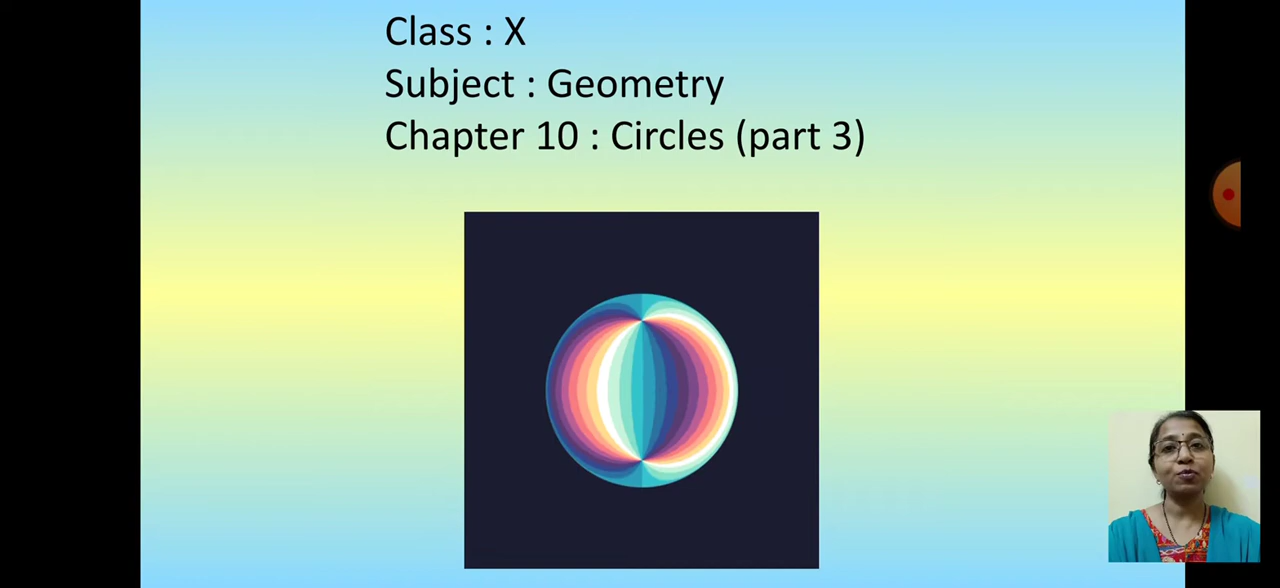 Class : X
Subject : Geometry
Chapter 10 : Circles (part 3)